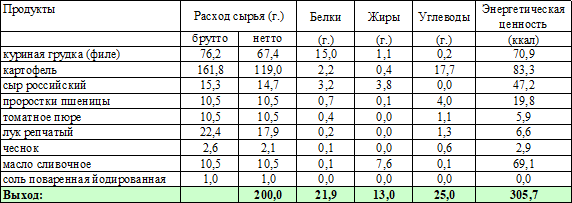 Продукты Расход сырья (г.) Белки Жиры Углеводы Энергетическая ценность
брутто нетто (г.) (г.) (г.) (ккал)
куриная грудка (филе) 76,2 67,4 15,0 1,1 0,2 70,9
картофель 161,8 119,0 2,2 0,4 17,7 83,3
сыр российский 15,3 14,7 3,2 3,8 0,0 47,2
проростки пшеницы 10,5 10,5 0,7 0,1 4,0 19,8
томатное пюре 10,5 10,5 0,4 0,0 1,1 5,9
лук репчатый 22,4 17,9 0,2 0,0 1,3 6,6
чеснок 2,6 2,1 0,1 0,0 0,6 2,9
масло сливочное 10,5 10,5 0,1 7,6 0,1 69,1
соль поваренная йодированная 1,0 1,0 0,0 0,0 0,0 0,0
Выход: 200,0 21,9 13,0 25,0 305,7